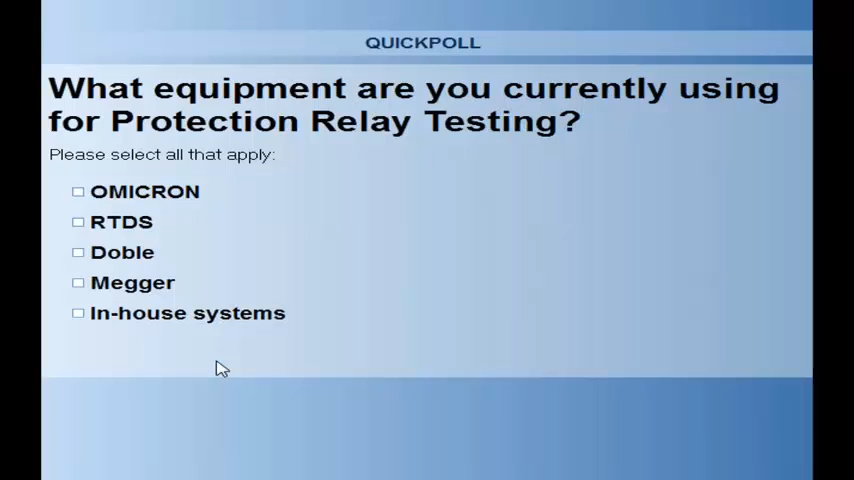 QUICKPOLL
What equipment are you currently using
for Protection Relay Testing?
Please select all that apply:
OMICRON
RTDS
Doble
Megger
In-house systems